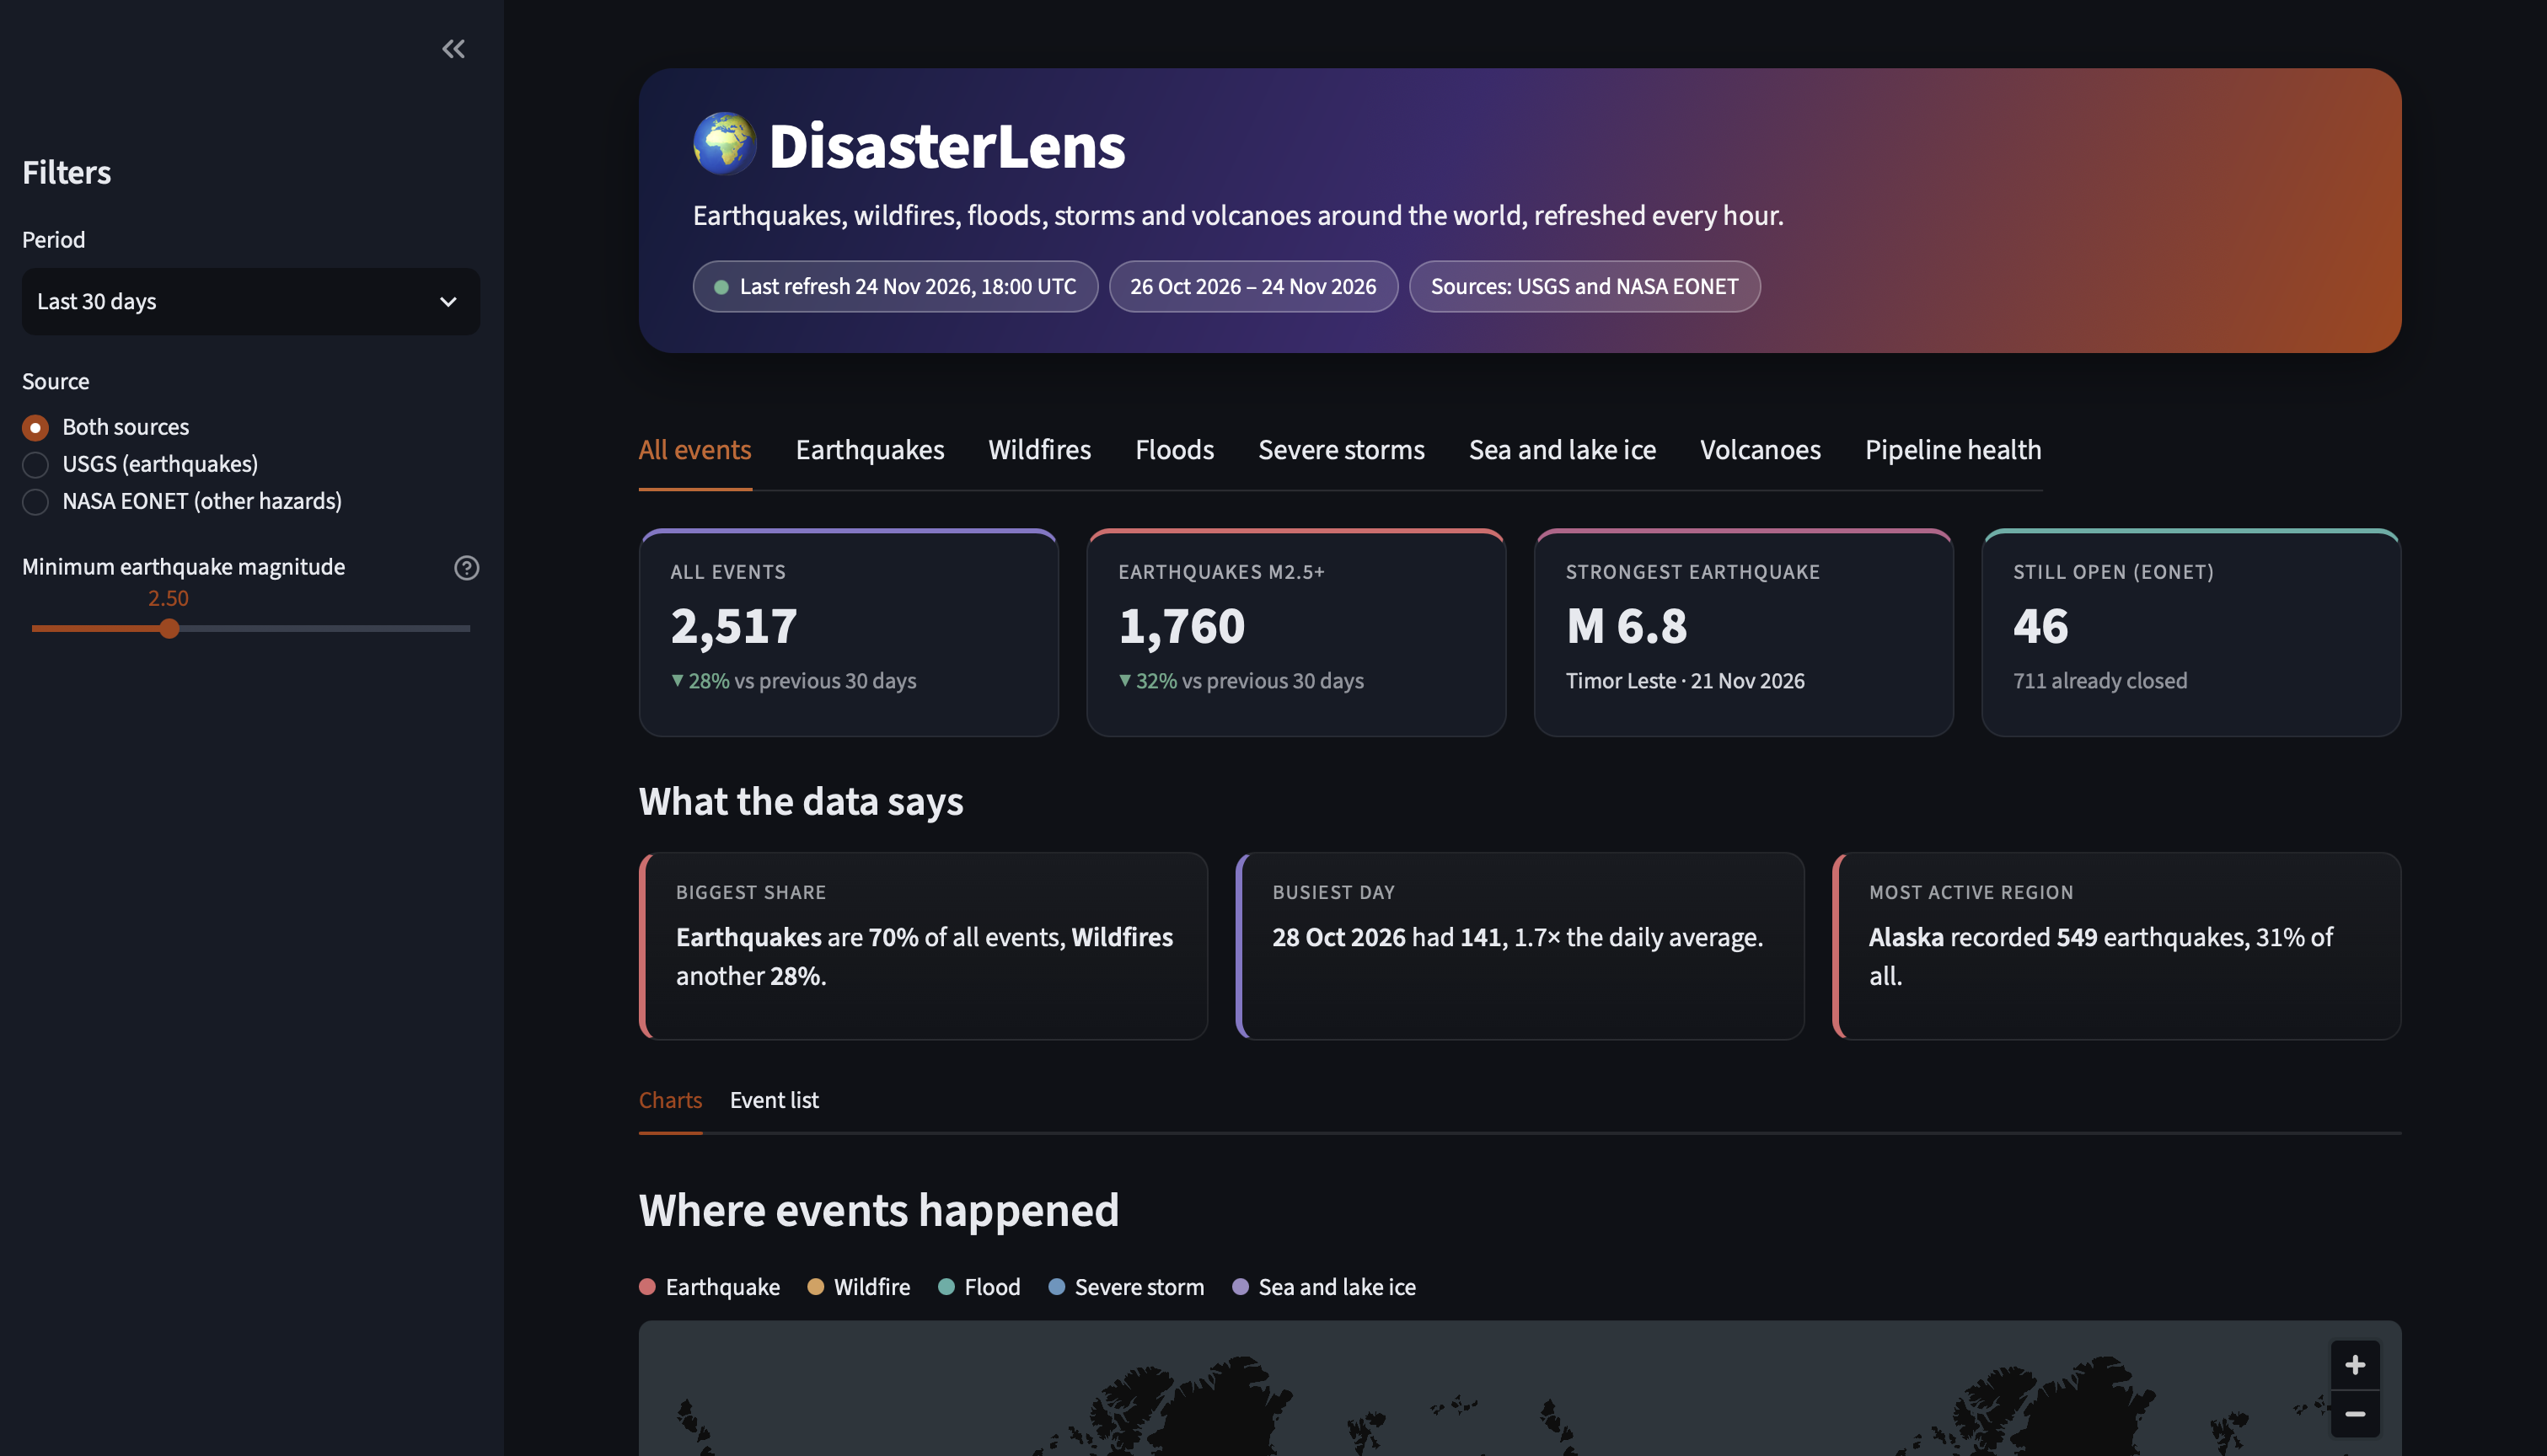 Filters
Period
Last 30 days
Source
Both sources
USGS (earthquakes)
NASA EONET (other hazards)
Minimum earthquake magnitude
2.50
DisasterLens
Earthquakes, wildfires, floods, storms and volcanoes around the world, refreshed every hour.
Last refresh 24 Nov 2026, 18:00 UTC
26 Oct 2026 – 24 Nov 2026
Sources: USGS and NASA EONET
All events
Earthquakes
Wildfires
Floods
Severe storms
Sea and lake ice
Volcanoes
Pipeline health
ALL EVENTS
2,517
▼ 28% vs previous 30 days
EARTHQUAKES M2.5+
1,760
▼ 32% vs previous 30 days
STRONGEST EARTHQUAKE
M 6.8
Timor Leste · 21 Nov 2026
STILL OPEN (EONET)
46
711 already closed
What the data says
BIGGEST SHARE
Earthquakes are 70% of all events, Wildfires
another 28%.
BUSIEST DAY
28 Oct 2026 had 141, 1.7× the daily average.
MOST ACTIVE REGION
Alaska recorded 549 earthquakes, 31% of
all.
Charts
Event list
Where events happened
Earthquake
Wildfire
Flood
Severe storm
Sea and lake ice
+
−